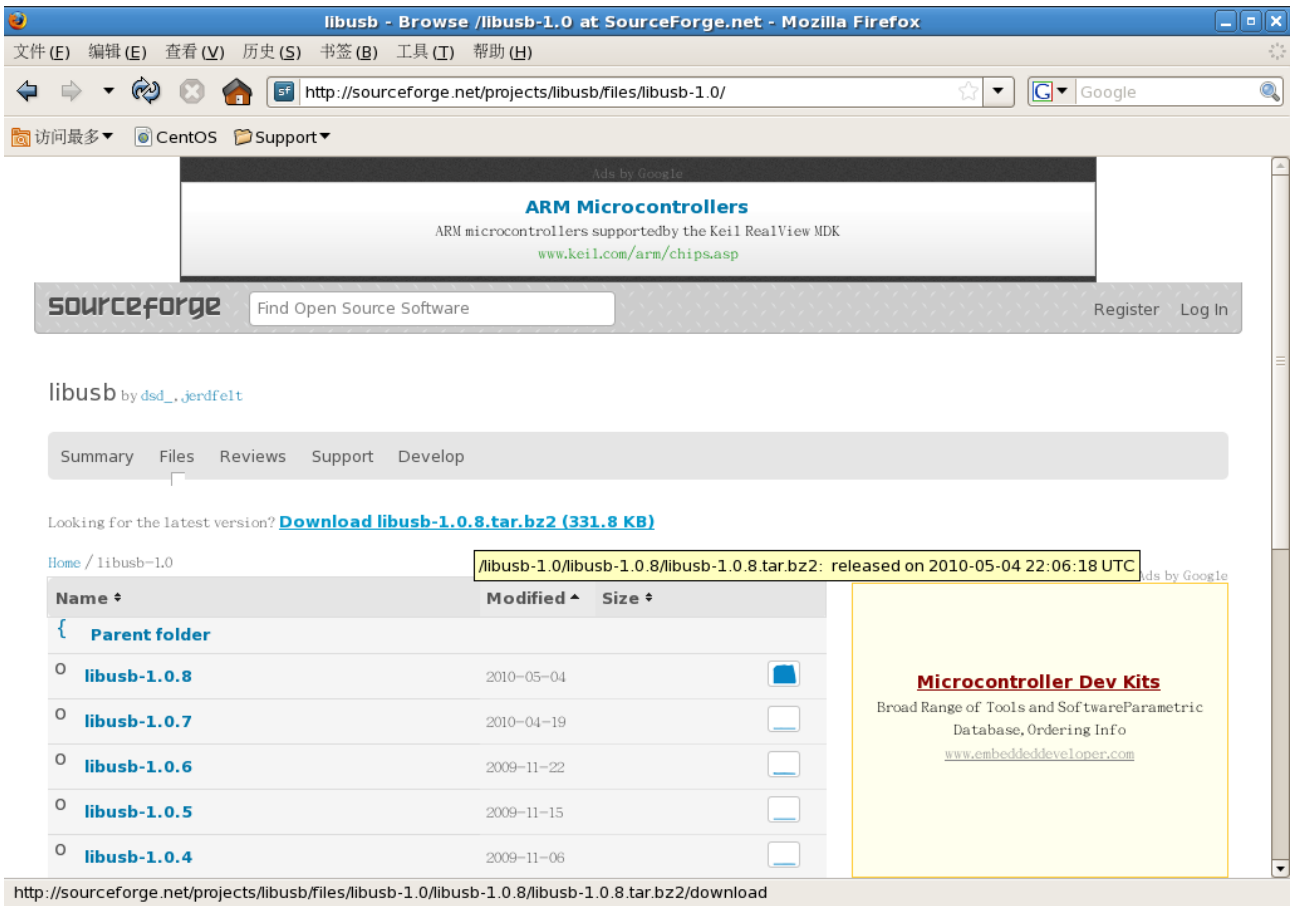 libusb - Browse /libusb-1.0 at SourceForge.net - Mozilla Firefox
文件(F) 编辑(E) 查看(V) 历史(S) 书签(B) 工具(T) 帮助(H)
sf http://sourceforge.net/projects/libusb/files/libusb-1.0/ G Google
访问最多 CentOS Support
Ads by Google
ARM Microcontrollers
ARM microcontrollers supportedby the Keil RealView MDK
www.keil.com/arm/chips.asp
sourceforge Find Open Source Software Register Log In
libusb by dsd_, jerdfelt
Summary Files Reviews Support Develop
Looking for the latest version? Download libusb-1.0.8.tar.bz2 (331.8 KB)
Home / libusb-1.0
/libusb-1.0/libusb-1.0.8/libusb-1.0.8.tar.bz2: released on 2010-05-04 22:06:18 UTC
Ads by Google
Name Modified Size
{ Parent folder
O libusb-1.0.8 2010-05-04
O libusb-1.0.7 2010-04-19
O libusb-1.0.6 2009-11-22
O libusb-1.0.5 2009-11-15
O libusb-1.0.4 2009-11-06
Microcontroller Dev Kits
Broad Range of Tools and SoftwareParametric
Database, Ordering Info
www.embeddeddeveloper.com
http://sourceforge.net/projects/libusb/files/libusb-1.0/libusb-1.0.8/libusb-1.0.8.tar.bz2/download